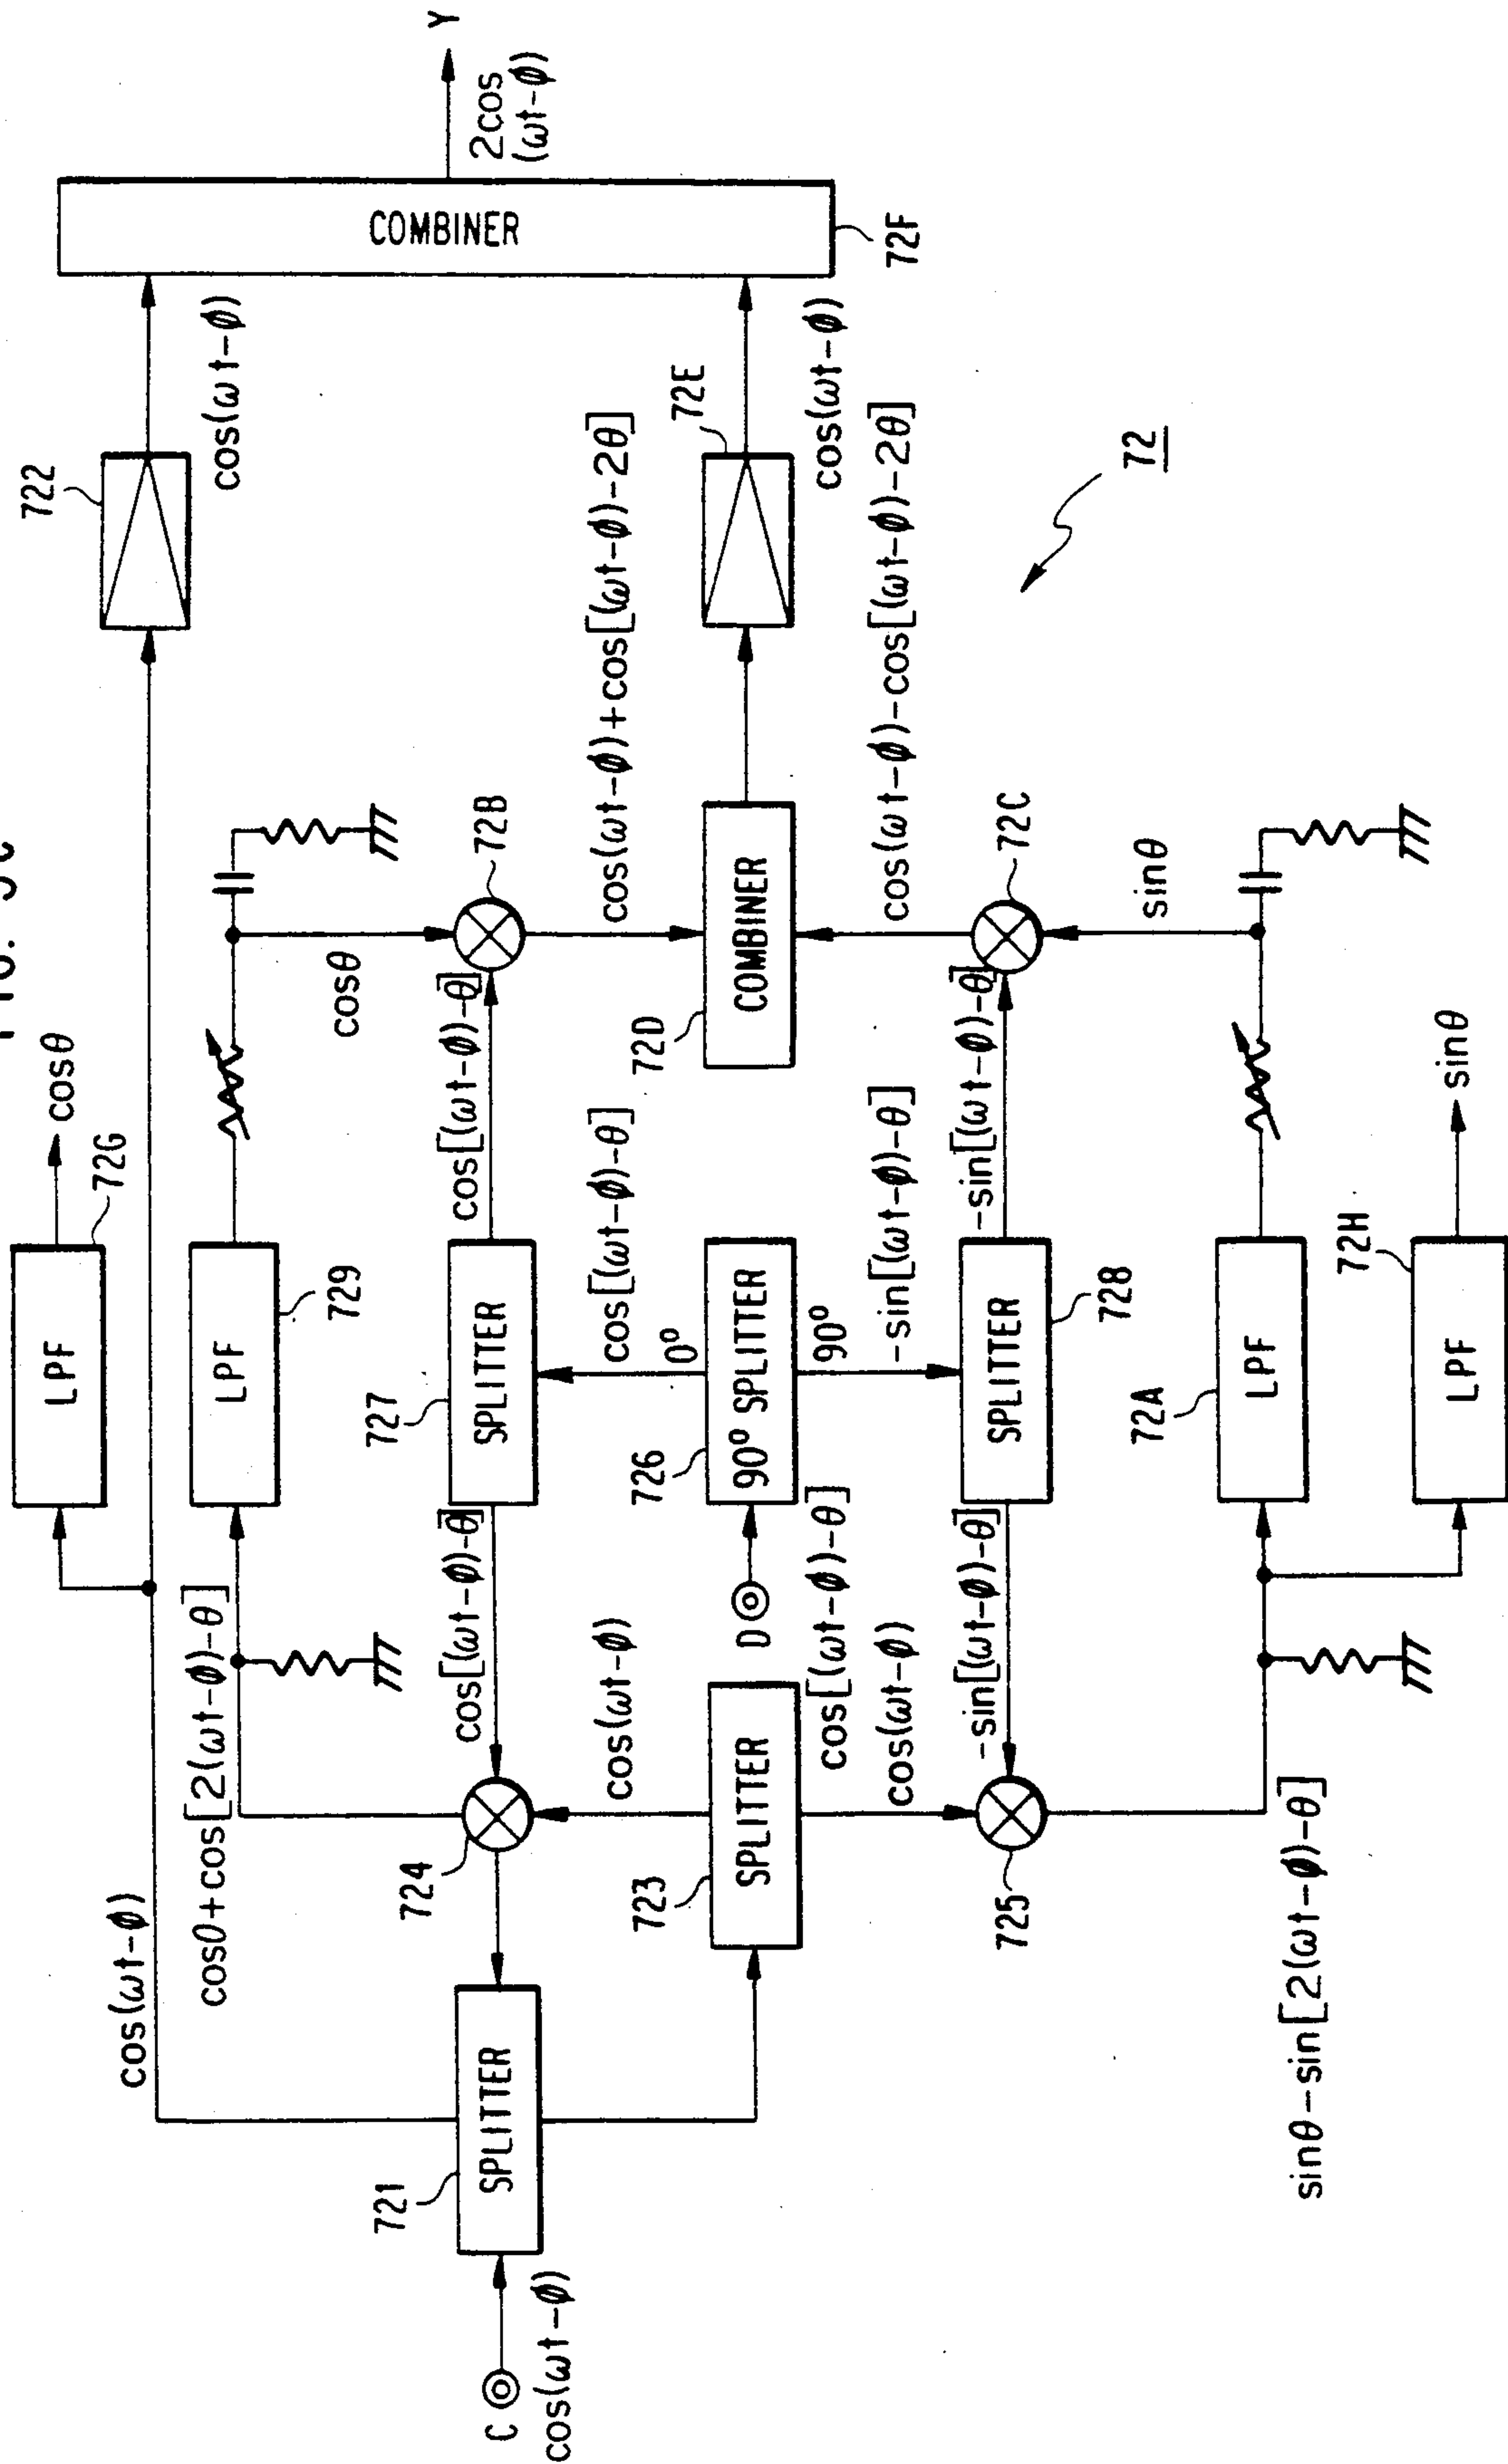 C
cos(ωt-ϕ)
721
SPLITTER
cos(ωt-ϕ)
LPF
72G
cosθ
722
cos(ωt-ϕ)
COMBINER
72F
2cos
(ωt-ϕ)
Y
cosθ+cos[2(ωt-ϕ)-θ]
LPF
729
cosθ
724
cos[(ωt-ϕ)-θ]
727
SPLITTER
cos[(ωt-ϕ)-θ]
72B
cos(ωt-ϕ)+cos[(ωt-ϕ)-2θ]
cos(ωt-ϕ)
cos[(ωt-ϕ)-θ]
0°
723
SPLITTER
D
cos[(ωt-ϕ)-θ]
726
90° SPLITTER
90°
72D
COMBINER
72E
cos(ωt-ϕ)
cos(ωt-ϕ)
-sin[(ωt-ϕ)-θ]
cos(ωt-ϕ)-cos[(ωt-ϕ)-2θ]
725
-sin[(ωt-ϕ)-θ]
SPLITTER
728
-sin[(ωt-ϕ)-θ]
72C
sinθ
72
sinθ-sin[2(ωt-ϕ)-θ]
72A
LPF
72H
LPF
sinθ